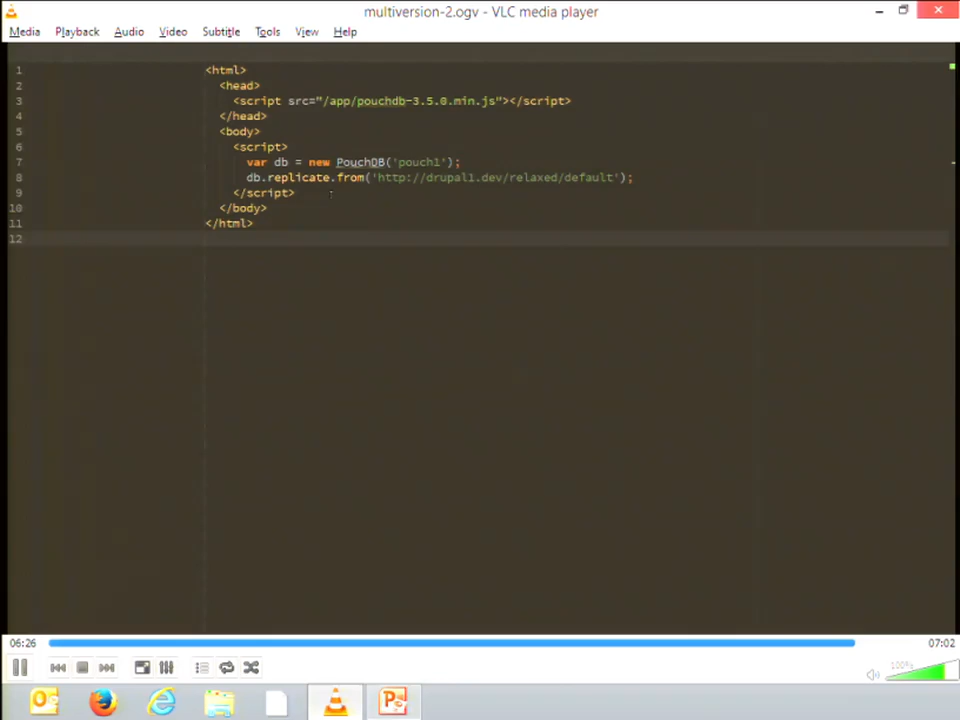 multiversion-2.ogv - VLC media player
Media Playback Audio Video Subtitle Tools View Help
1 <html>
2 <head>
3 <script src="/app/pouchdb-3.5.0.min.js"></script>
4 </head>
5 <body>
6 <script>
7 var db = new PouchDB('pouch1');
8 db.replicate.from('http://drupal1.dev/relaxed/default');
9 </script>
10 </body>
11 </html>
12
06:26 07:02
100%